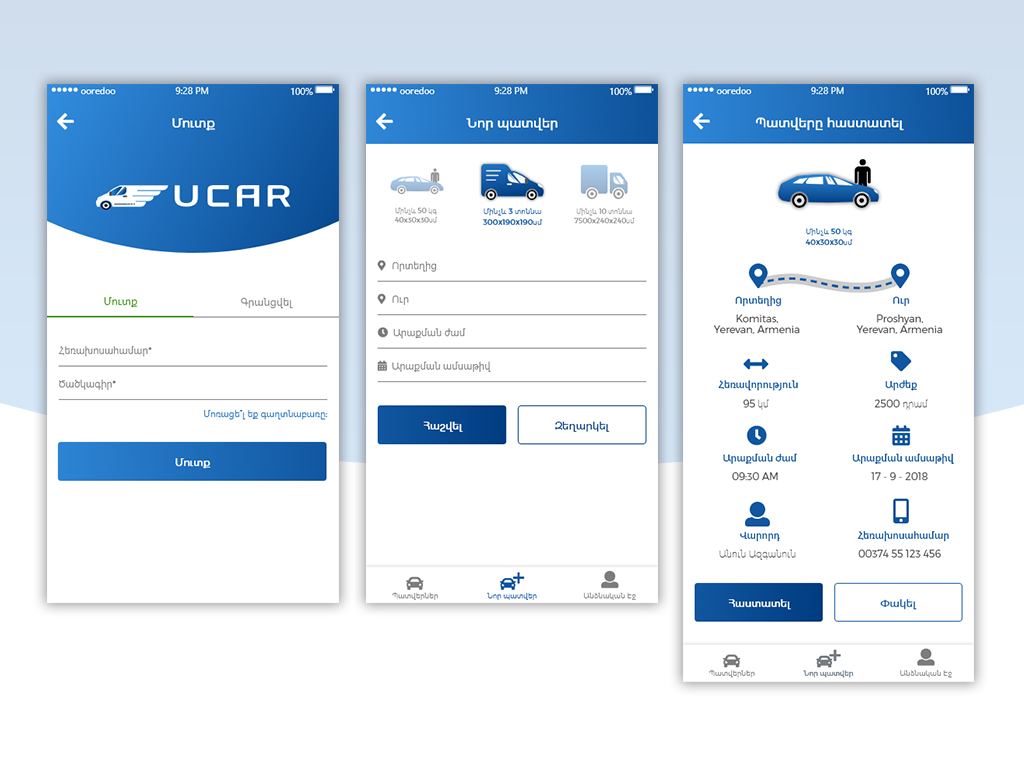 ooredoo 9:28 PM 100%
Մուտք
UCAR
Մուտք Գրանցվել
Հեռախոսահամար*
Ծածկագիր*
Մոռացե՞լ եք գաղտնաբառը:
Մուտք
ooredoo 9:28 PM 100%
Նոր պատվեր
Մինչև 50 կգ
40x30x30սմ
Մինչև 3 տոննա
300x190x190սմ
Մինչև 10 տոննա
7500x240x240սմ
Որտեղից
Ուր
Առաքման ժամ
Առաքման ամսաթիվ
Հաշվել Չեղարկել
Պատվերներ Նոր պատվեր Անձնական էջ
ooredoo 9:28 PM 100%
Պատվերը հաստատել
Մինչև 50 կգ
40x30x30սմ
Որտեղից Ուր
Komitas,
Yerevan, Armenia
Proshyan,
Yerevan, Armenia
Հեռավորություն Արժեք
95 կմ 2500 դրամ
Առաքման ժամ Առաքման ամսաթիվ
09:30 AM 17 - 9 - 2018
Վարորդ Հեռախոսահամար
Անուն Ազգանուն 00374 55 123 456
Հաստատել Փակել
Պատվերներ Նոր պատվեր Անձնական էջ